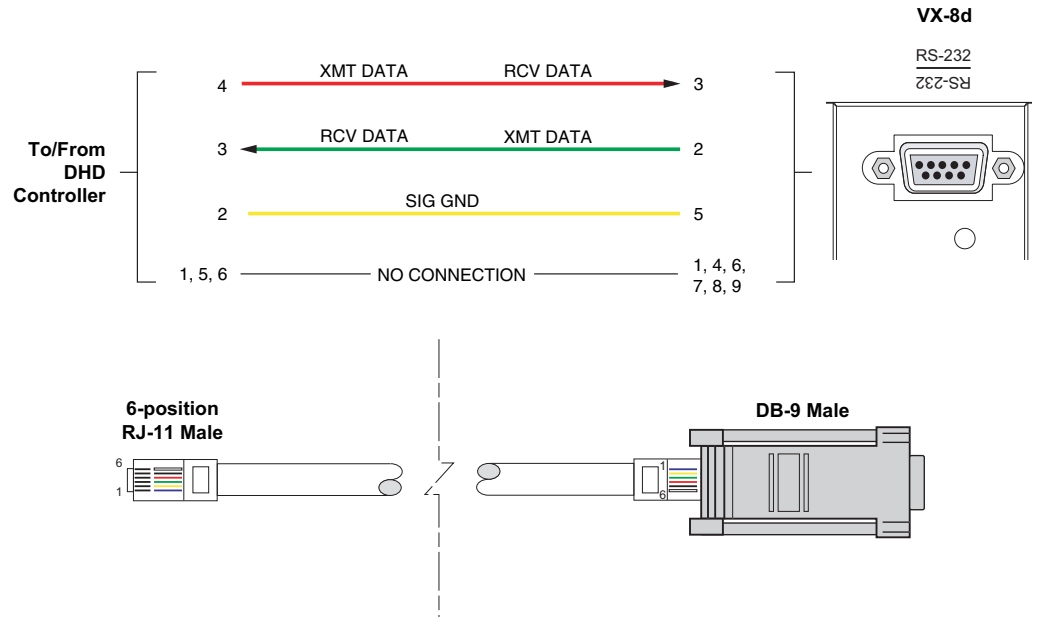 VX-8d
RS-232
RS-232
XMT DATA RCV DATA
4 3
RCV DATA XMT DATA
3 2
To/From
DHD
Controller
SIG GND
2 5
1, 5, 6 NO CONNECTION 1, 4, 6,
7, 8, 9
6-position
RJ-11 Male
DB-9 Male
6
1
1
6